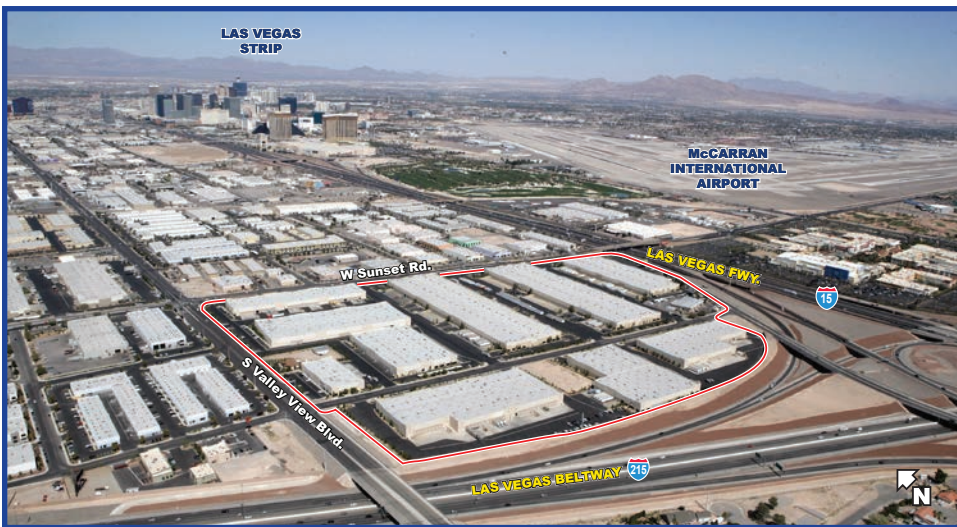 LAS VEGAS
STRIP
McCARRAN
INTERNATIONAL
AIRPORT
W Sunset Rd.
LAS VEGAS FWY.
15
S Valley View Blvd.
LAS VEGAS BELTWAY
215
N